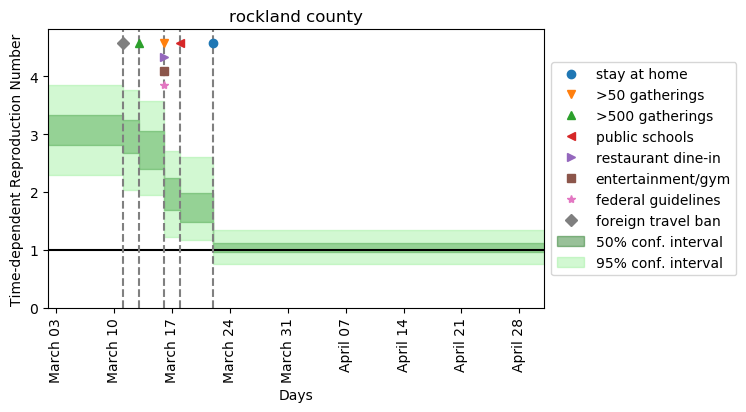 rockland county
Time-dependent Reproduction Number
4
3
2
1
0
March 03
March 10
March 17
March 24
March 31
April 07
April 14
April 21
April 28
Days
stay at home
>50 gatherings
>500 gatherings
public schools
restaurant dine-in
entertainment/gym
federal guidelines
foreign travel ban
50% conf. interval
95% conf. interval